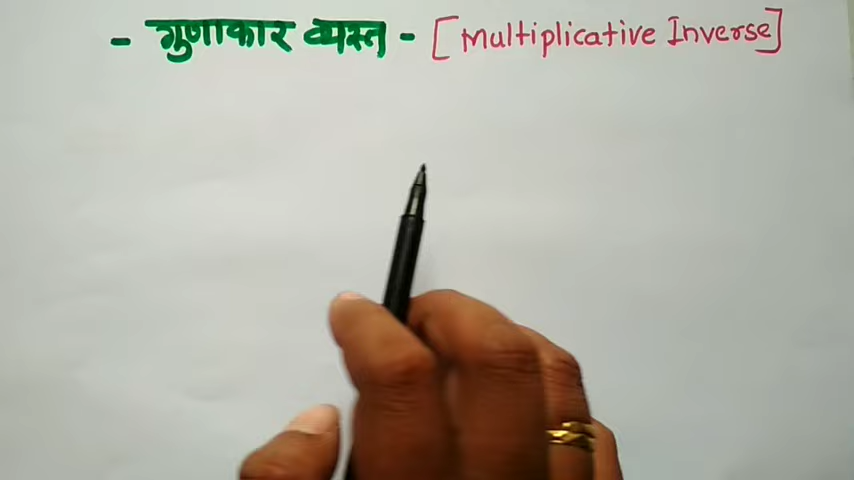 - गुणाकार व्यस्त - [Multiplicative Inverse]